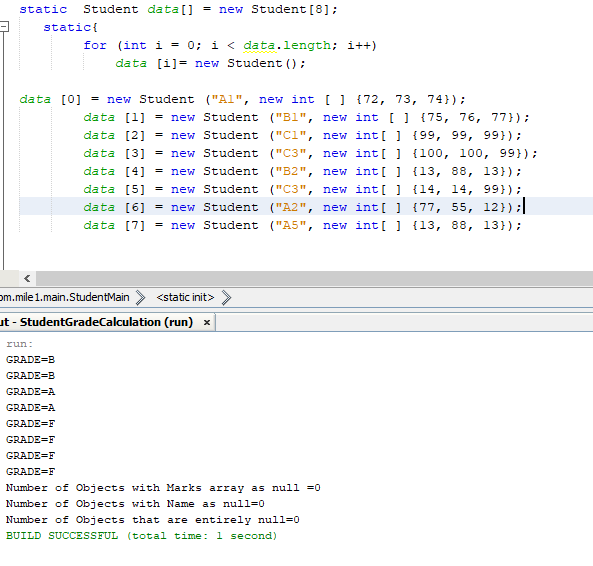 static  Student data[] = new Student[8];
static{
for (int i = 0; i < data.length; i++)
data [i]= new Student();
data [0] = new Student ("A1", new int [ ] {72, 73, 74});
data [1] = new Student ("B1", new int [ ] {75, 76, 77});
data [2] = new Student ("C1", new int[ ] {99, 99, 99});
data [3] = new Student ("C3", new int[ ] {100, 100, 99});
data [4] = new Student ("B2", new int[ ] {13, 88, 13});
data [5] = new Student ("C3", new int[ ] {14, 14, 99});
data [6] = new Student ("A2", new int[ ] {77, 55, 12});
data [7] = new Student ("A5", new int[ ] {13, 88, 13});
om.mile1.main.StudentMain <static init>
ut - StudentGradeCalculation (run) ×
run:
GRADE=B
GRADE=B
GRADE=A
GRADE=A
GRADE=F
GRADE=F
GRADE=F
GRADE=F
Number of Objects with Marks array as null =0
Number of Objects with Name as null=0
Number of Objects that are entirely null=0
BUILD SUCCESSFUL (total time: 1 second)